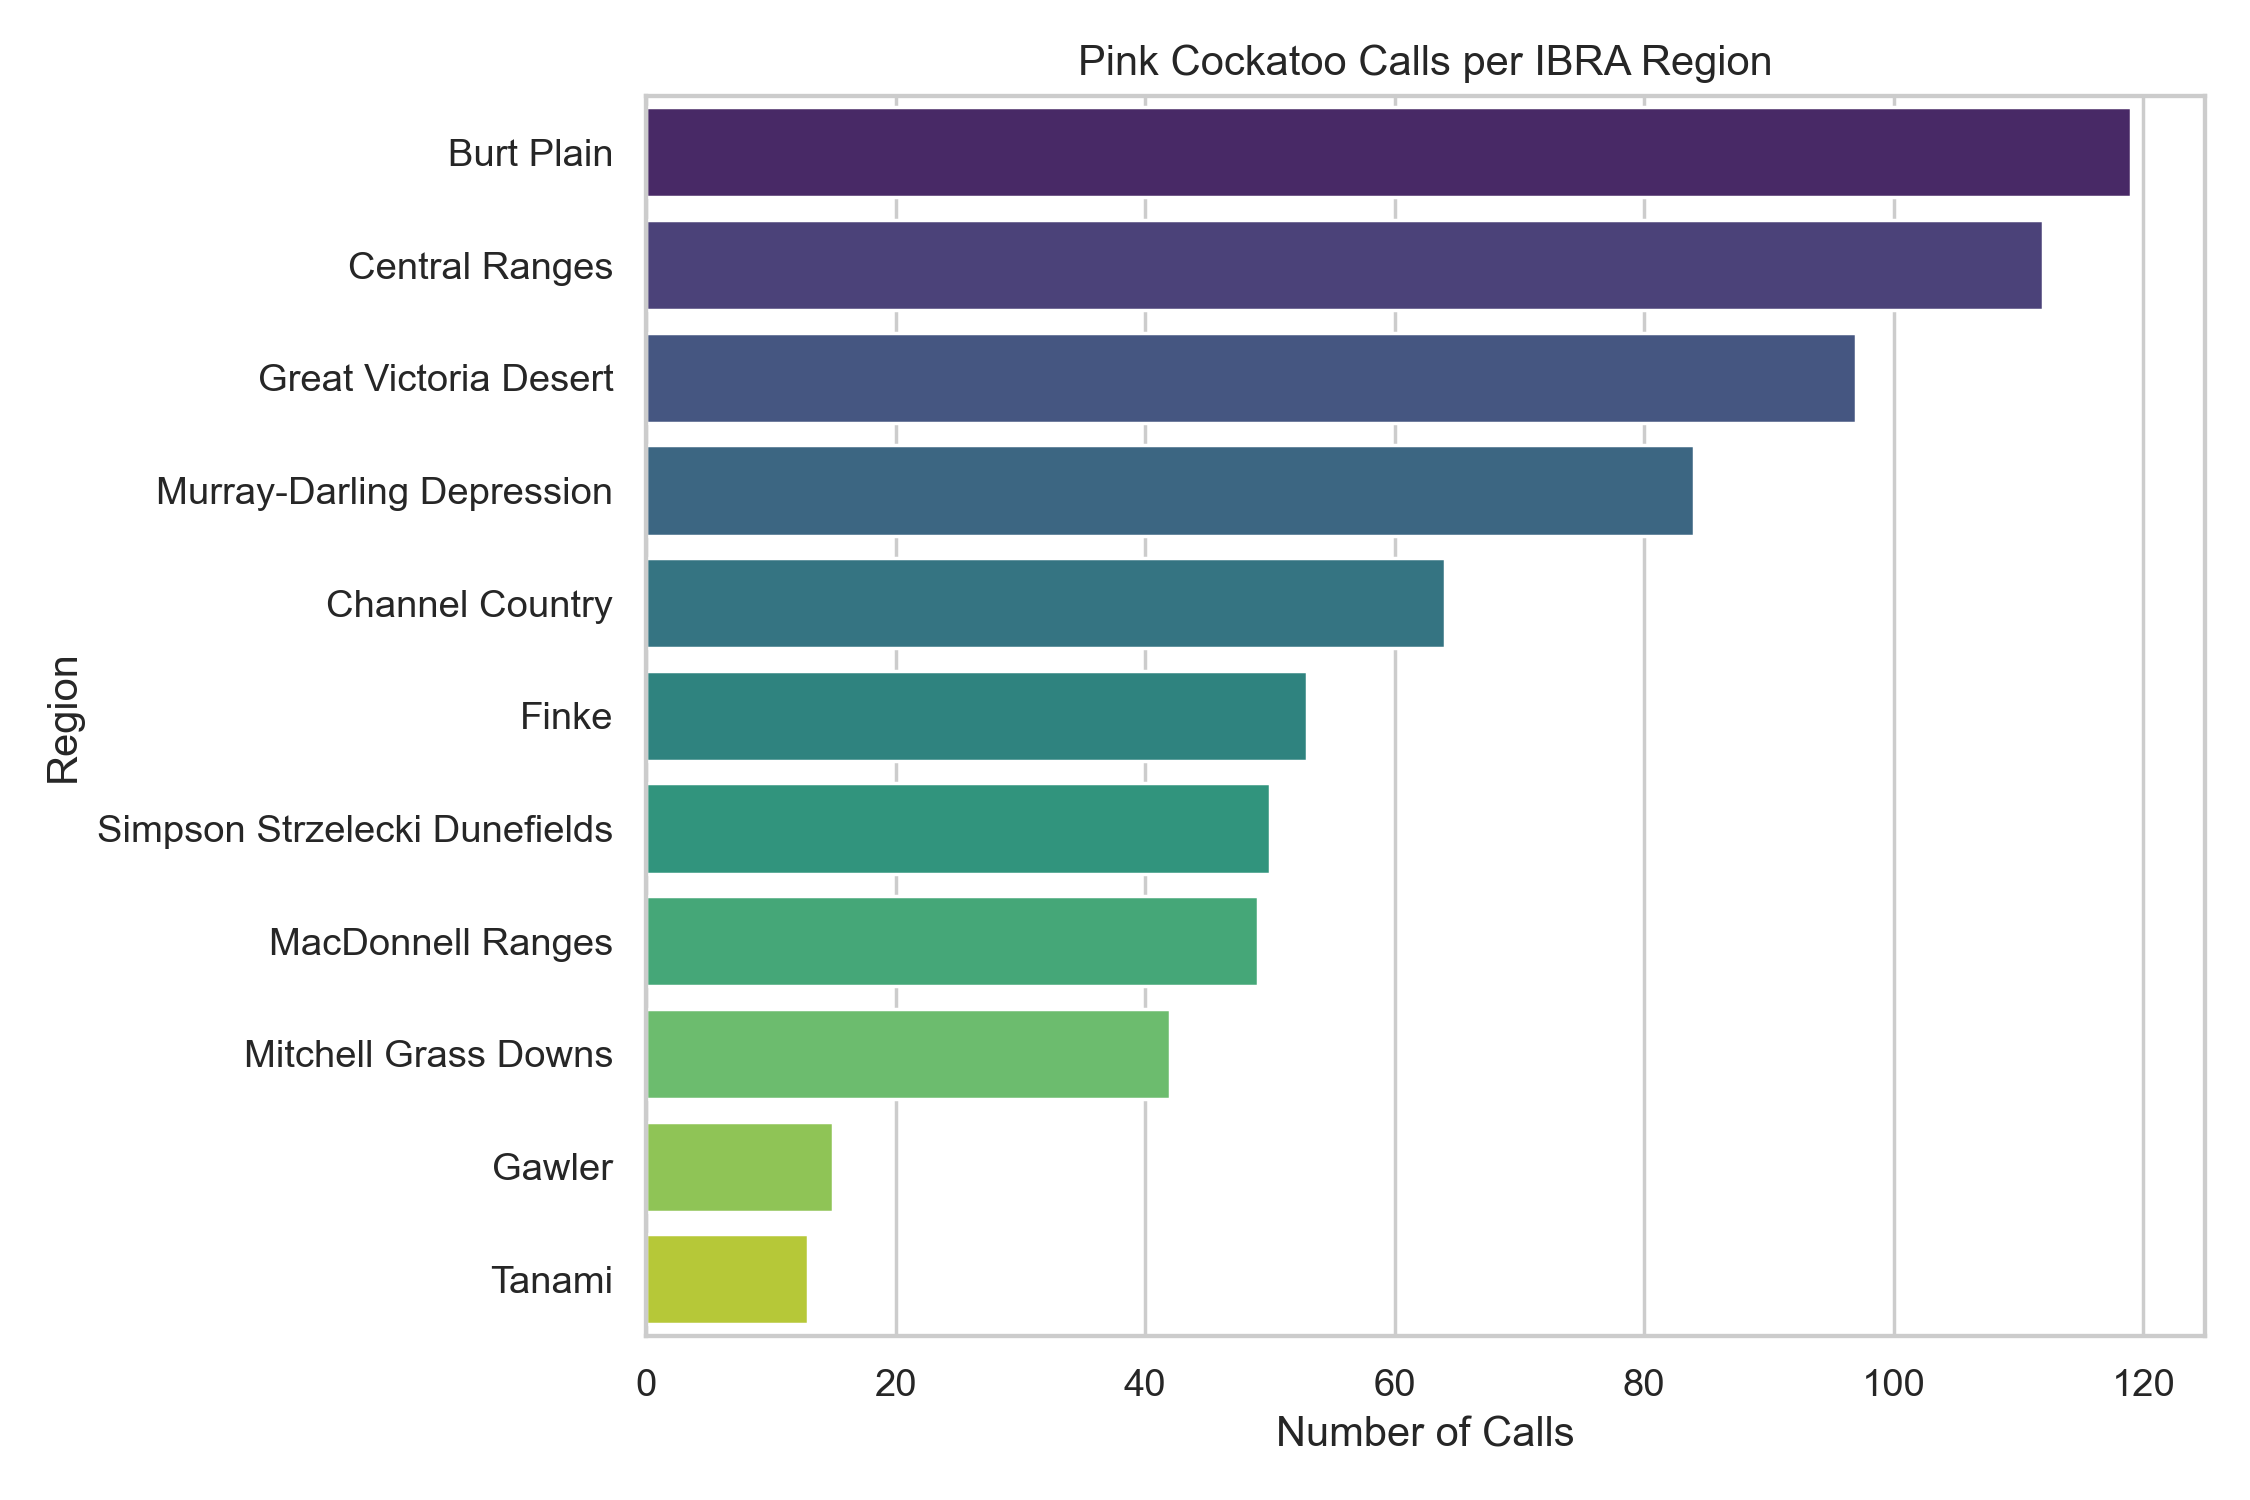 Pink Cockatoo Calls per IBRA Region
Burt Plain
Central Ranges
Great Victoria Desert
Murray-Darling Depression
Channel Country
Finke
Simpson Strzelecki Dunefields
MacDonnell Ranges
Mitchell Grass Downs
Gawler
Tanami
Region
0 20 40 60 80 100 120
Number of Calls